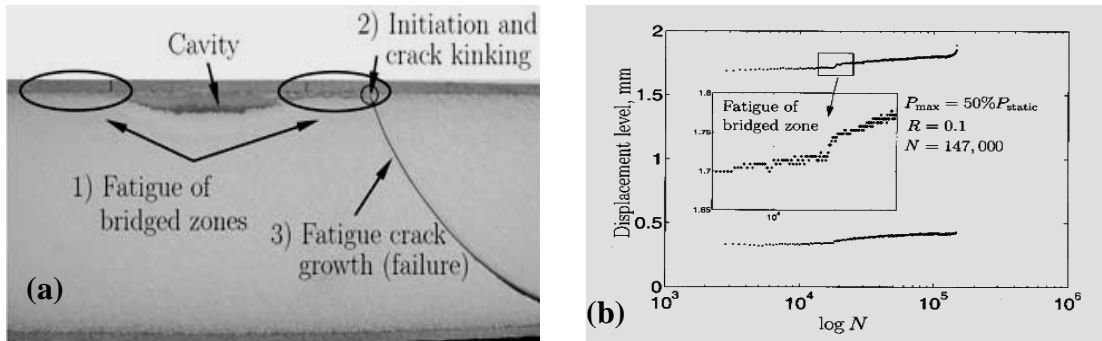 Cavity
2) Initiation and
crack kinking
1) Fatigue of
bridged zones
3) Fatigue crack
growth (failure)
(a)
Displacement level, mm
2
1.5
1
0.5
0
10³
10⁴
10⁵
10⁶
log N
1.8
1.75
1.70
1.65
10⁴
Fatigue of
bridged zone
P_max = 50%P_static
R = 0.1
N = 147,000
(b)